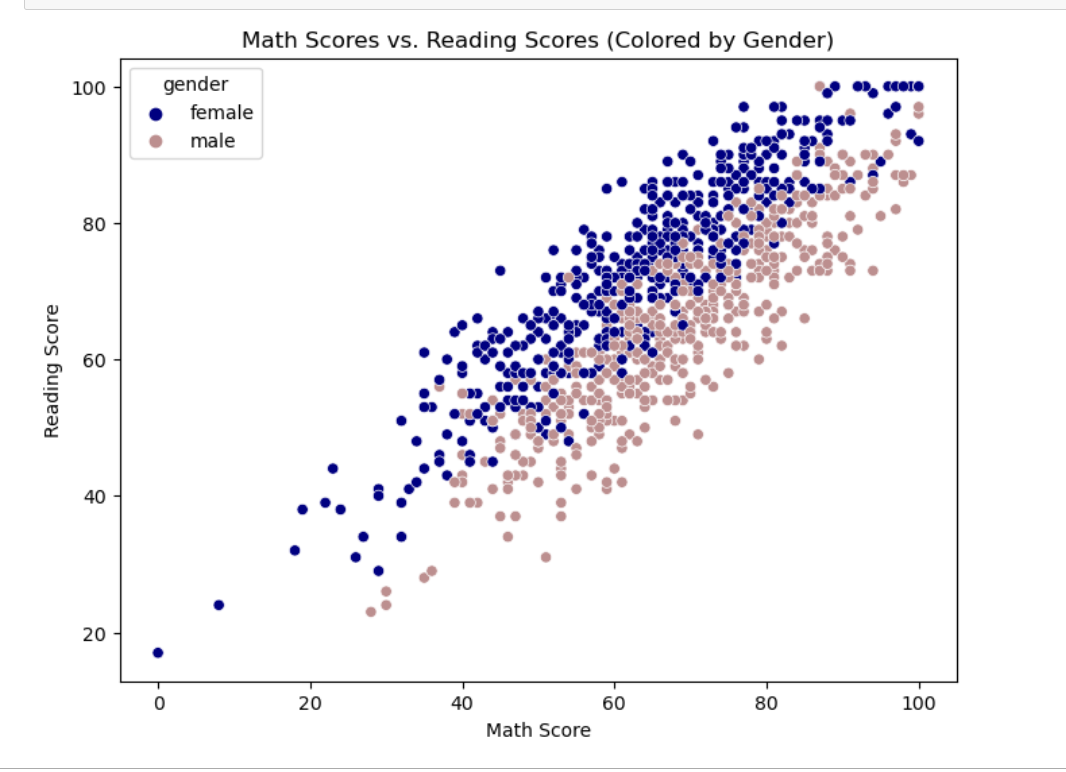 Math Scores vs. Reading Scores (Colored by Gender)
gender
female
male
100
80
60
40
20
Reading Score
0 20 40 60 80 100
Math Score